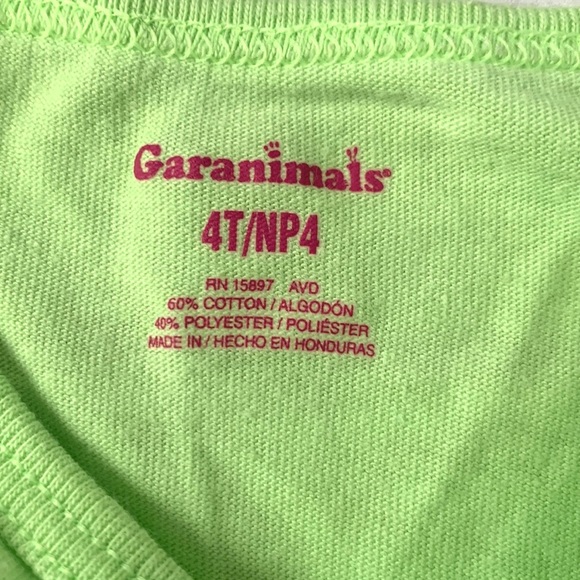 Garanimals®
4T/NP4
RN 15897 AVD
60% COTTON / ALGODÓN
40% POLYESTER / POLIÉSTER
MADE IN / HECHO EN HONDURAS